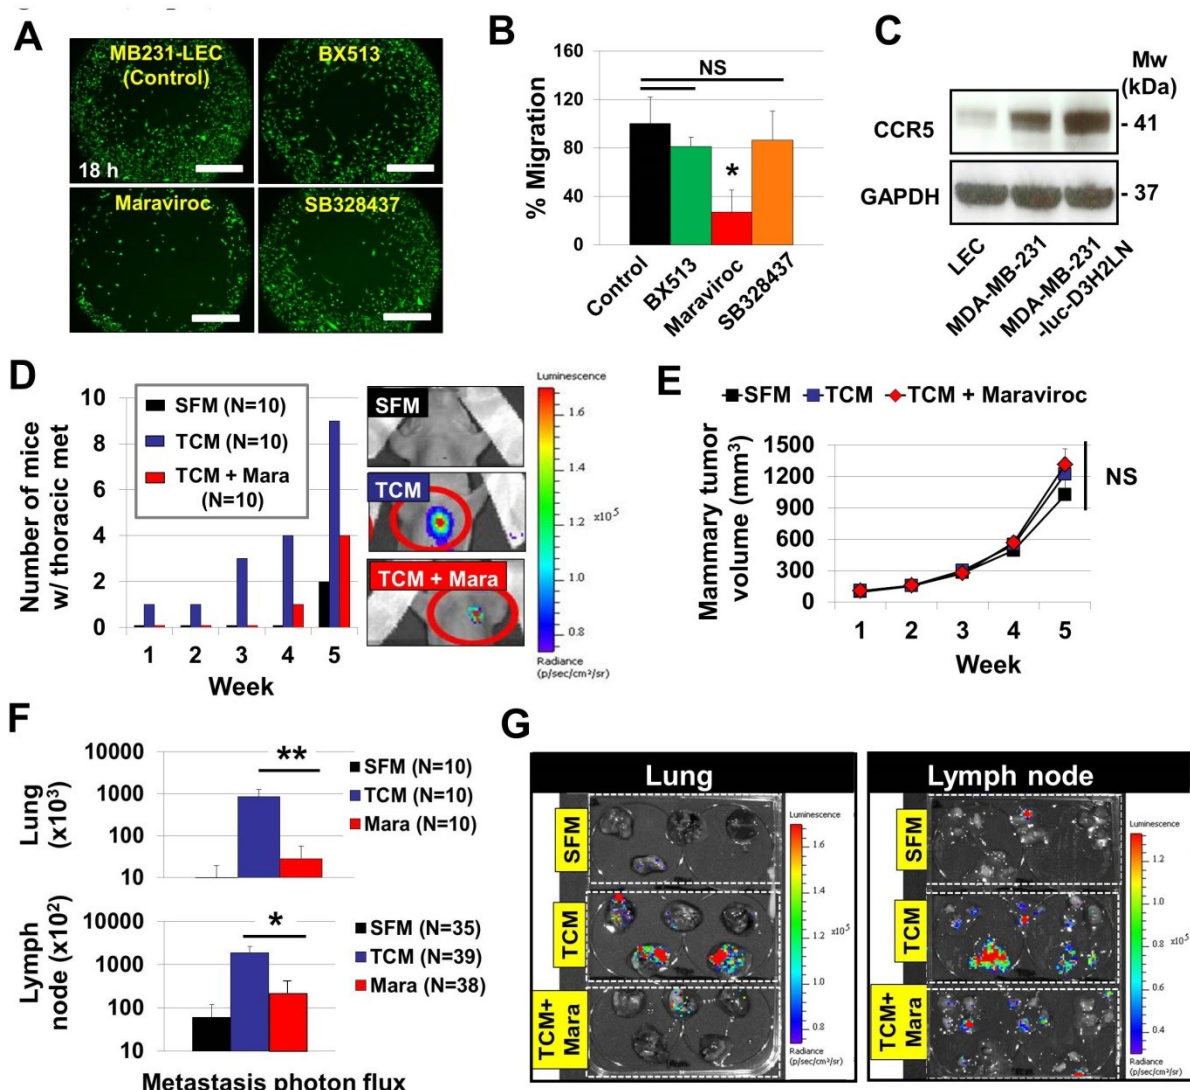 A
MB231-LEC
(Control)
BX513
18 h
Maraviroc
SB328437
B
% Migration
160
120
80
40
0
NS
*
Control
BX513
Maraviroc
SB328437
C
Mw
(kDa)
CCR5
- 41
GAPDH
- 37
LEC
MDA-MB-231
MDA-MB-231
-luc-D3H2LN
D
Number of mice
w/ thoracic met
10
8
6
4
2
0
SFM (N=10)
TCM (N=10)
TCM + Mara
(N=10)
1 2 3 4 5
Week
SFM
TCM
TCM + Mara
Luminescence
1.6
1.4
1.2
x10⁵
1.0
0.8
Radiance
(p/sec/cm²/sr)
E
SFM TCM TCM + Maraviroc
Mammary tumor
volume (mm³)
1500
1200
900
600
300
0
NS
1 2 3 4 5
Week
F
Lung
(x10³)
10000
1000
100
10
**
SFM (N=10)
TCM (N=10)
Mara (N=10)
Lymph
node (x10²)
10000
1000
100
10
*
SFM (N=35)
TCM (N=39)
Mara (N=38)
Metastasis photon flux
G
Lung
SFM
TCM
TCM+
Mara
Luminescence
1.6
1.4
1.2
x10⁵
1.0
0.8
Radiance
(p/sec/cm²/sr)
Lymph node
SFM
TCM
TCM+
Mara
Luminescence
1.2
1.0
0.8
x10⁵
0.6
0.4
Radiance
(p/sec/cm²/sr)